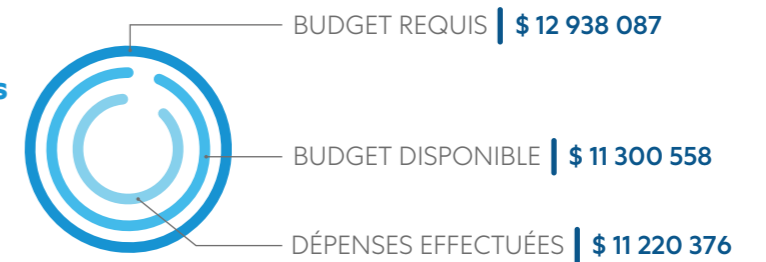 BUDGET REQUIS $ 12 938 087
BUDGET DISPONIBLE $ 11 300 558
DÉPENSES EFFECTUÉES $ 11 220 376